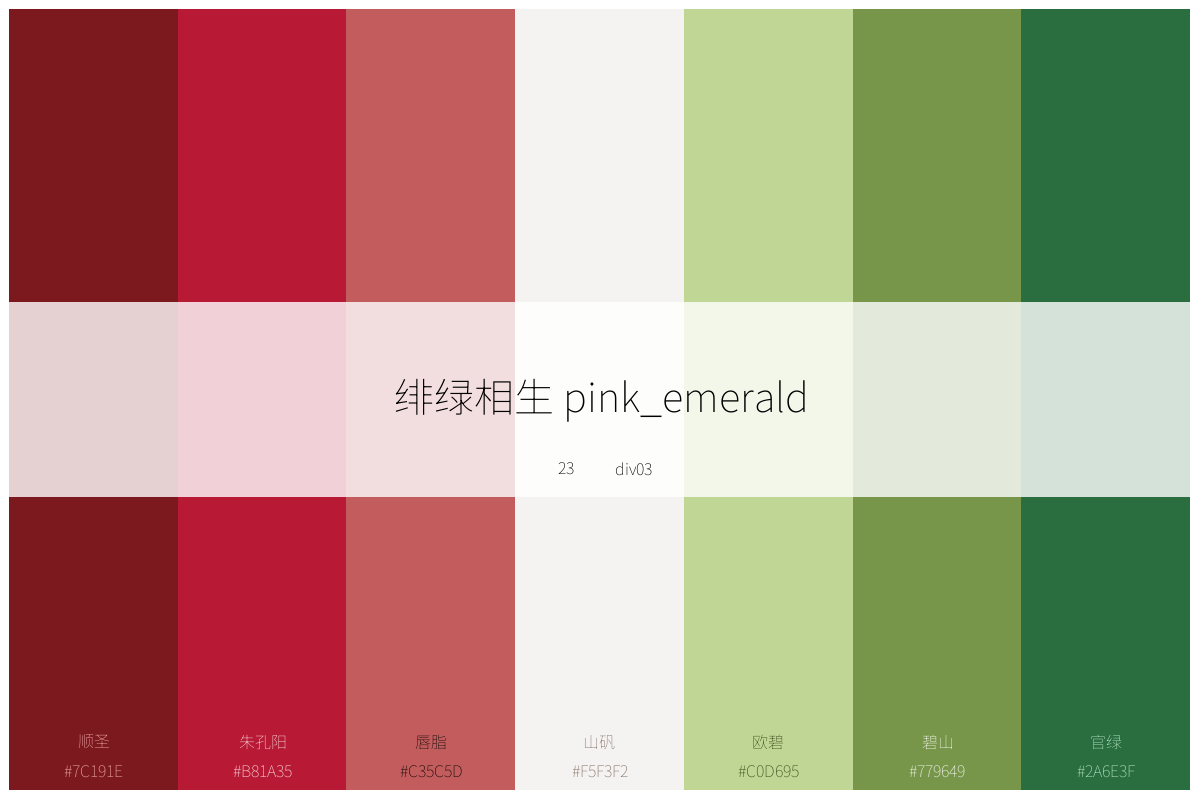 绯绿相生 pink_emerald
23 div03
顺圣 朱孔阳 唇脂 山矾 欧碧 碧山 官绿
#7C191E #B81A35 #C35C5D #F5F3F2 #C0D695 #779649 #2A6E3F